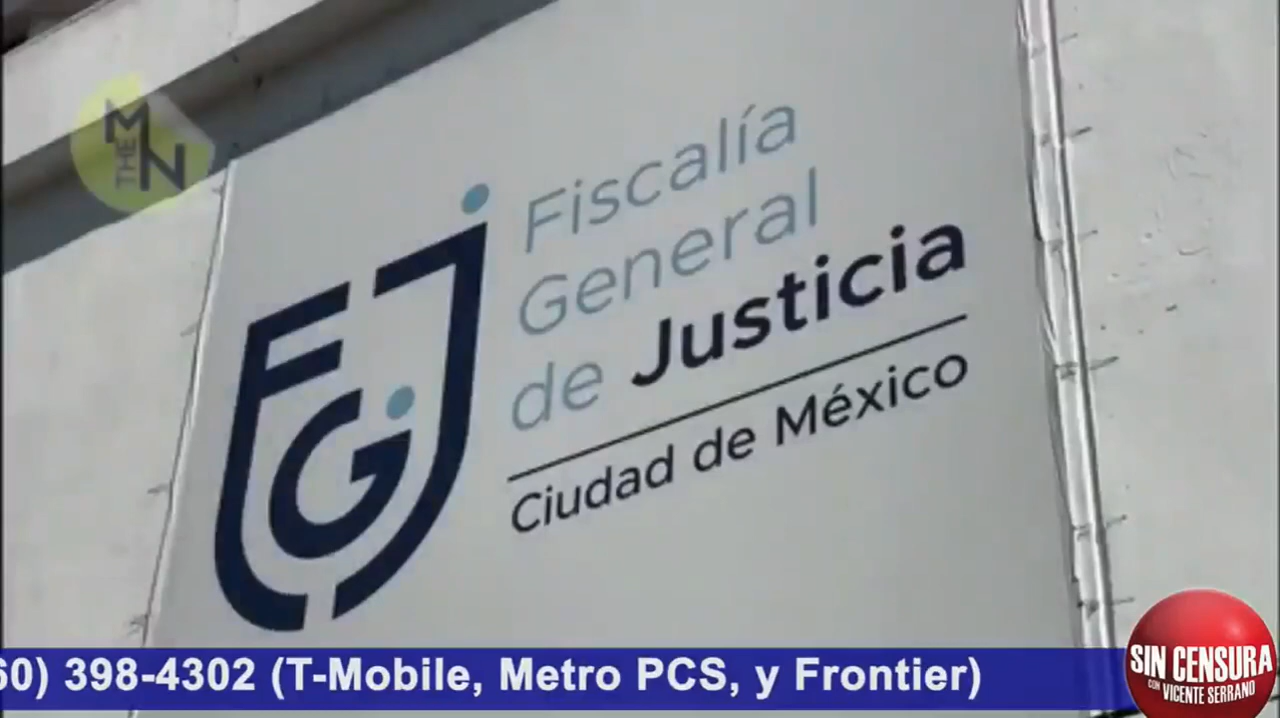 THE
MN
FGJ
Fiscalía
General
de Justicia
Ciudad de México
60) 398-4302 (T-Mobile, Metro PCS, y Frontier)
SIN CENSURA
CON VICENTE SERRANO